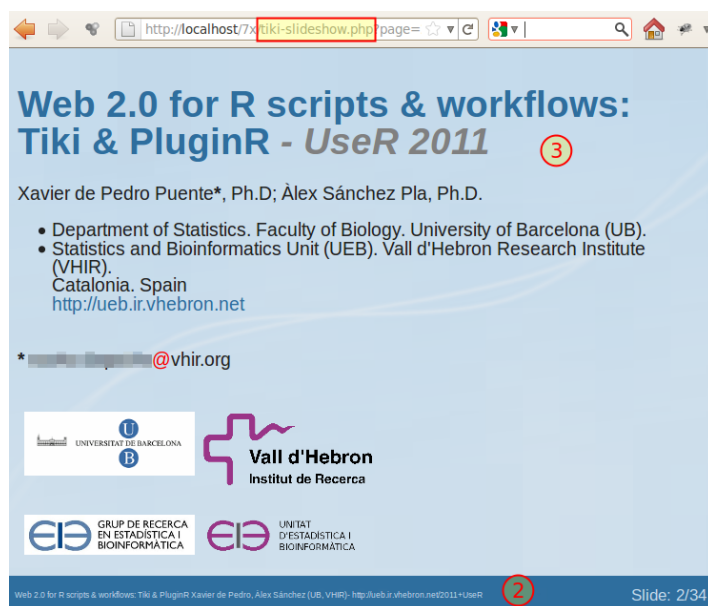 http://localhost/7x/tiki-slideshow.php?page=
Web 2.0 for R scripts & workflows:
Tiki & PluginR - UseR 2011
3
Xavier de Pedro Puente*, Ph.D; Àlex Sánchez Pla, Ph.D.
• Department of Statistics. Faculty of Biology. University of Barcelona (UB).
• Statistics and Bioinformatics Unit (UEB). Vall d'Hebron Research Institute
(VHIR).
Catalonia. Spain
http://ueb.ir.vhebron.net
* @vhir.org
U
UNIVERSITAT DE BARCELONA
B
Vall d'Hebron
Institut de Recerca
GRUP DE RECERCA
EN ESTADÍSTICA I
BIOINFORMÀTICA
UNITAT
D'ESTADÍSTICA I
BIOINFORMÀTICA
Web 2.0 for R scripts & workflows: Tiki & PluginR Xavier de Pedro, Àlex Sánchez (UB, VHIR)- http://ueb.ir.vhebron.net/2011+UseR
2
Slide: 2/34